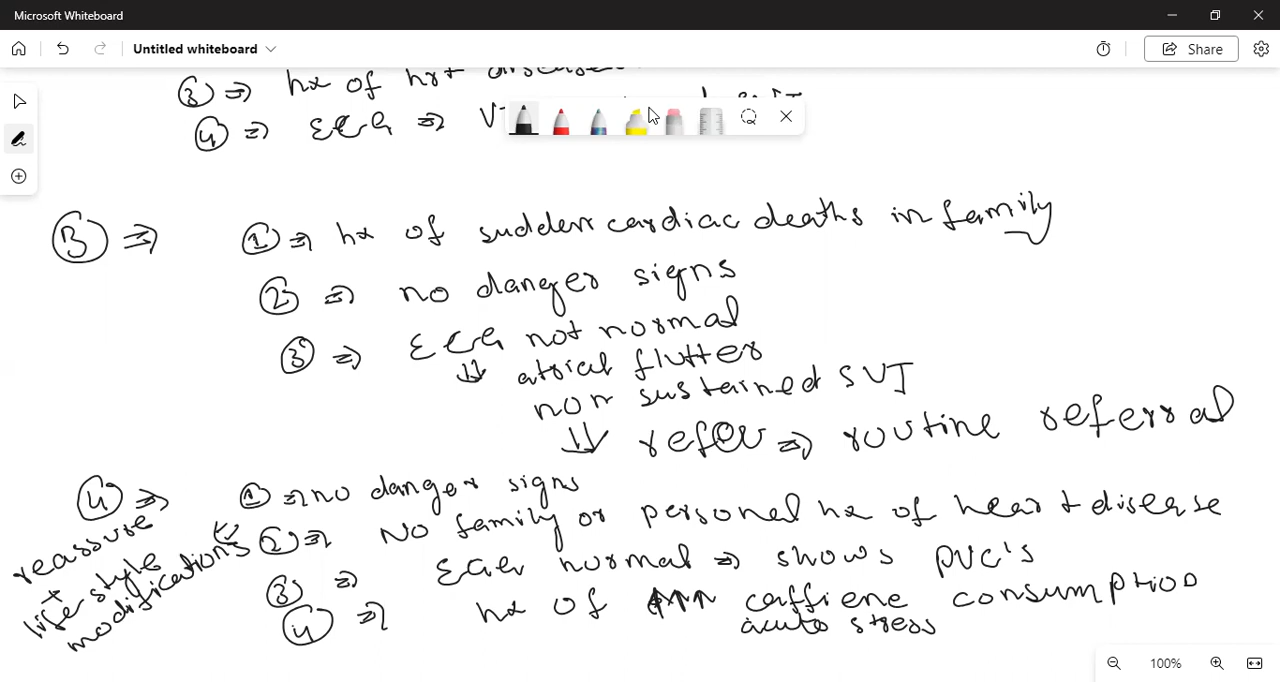 Microsoft Whiteboard
Untitled whiteboard
Share
③ ⇒ hx of hrt
④ ⇒ ECG ⇒
③ ⇒ ① ⇒ hx of sudden cardiac deaths in family
② ⇒ no danger signs
③ ⇒ ECG not normal
⇓ atrial flutter
non sustained SVT
⇓ refer ⇒ routine referral
④ ⇒ ① ⇒ no danger signs
② ⇒ No family or personal hx of heart disease
③ ⇒ ECG normal ⇒ shows PVC's
④ ⇒ hx of ↑↑↑ caffiene consumption
acute stress
reassure
+
life style
modifications
100%